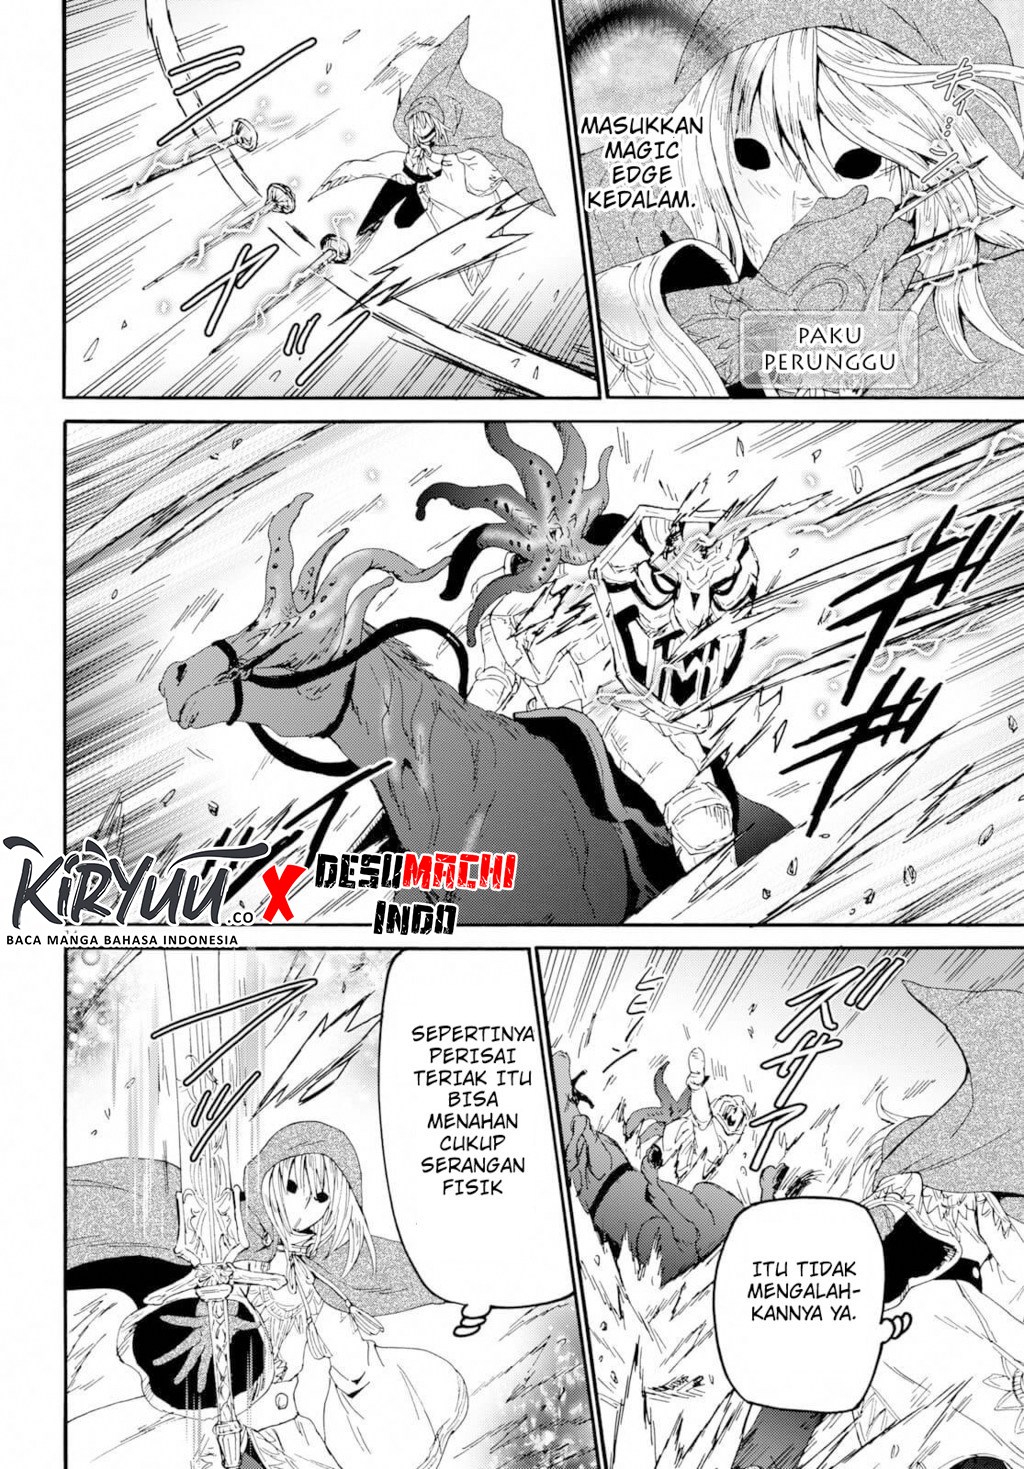 MASUKKAN
MAGIC
EDGE
KEDALAM.
PAKU
PERUNGGU
KiRYUU.co
BACA MANGA BAHASA INDONESIA
X
DESUMACHI
INDO
ITU TIDAK
MENGALAH-
KANNYA YA.
SEPERTINYA
PERISAI
TERIAK ITU
BISA
MENAHAN
CUKUP
SERANGAN
FISIK